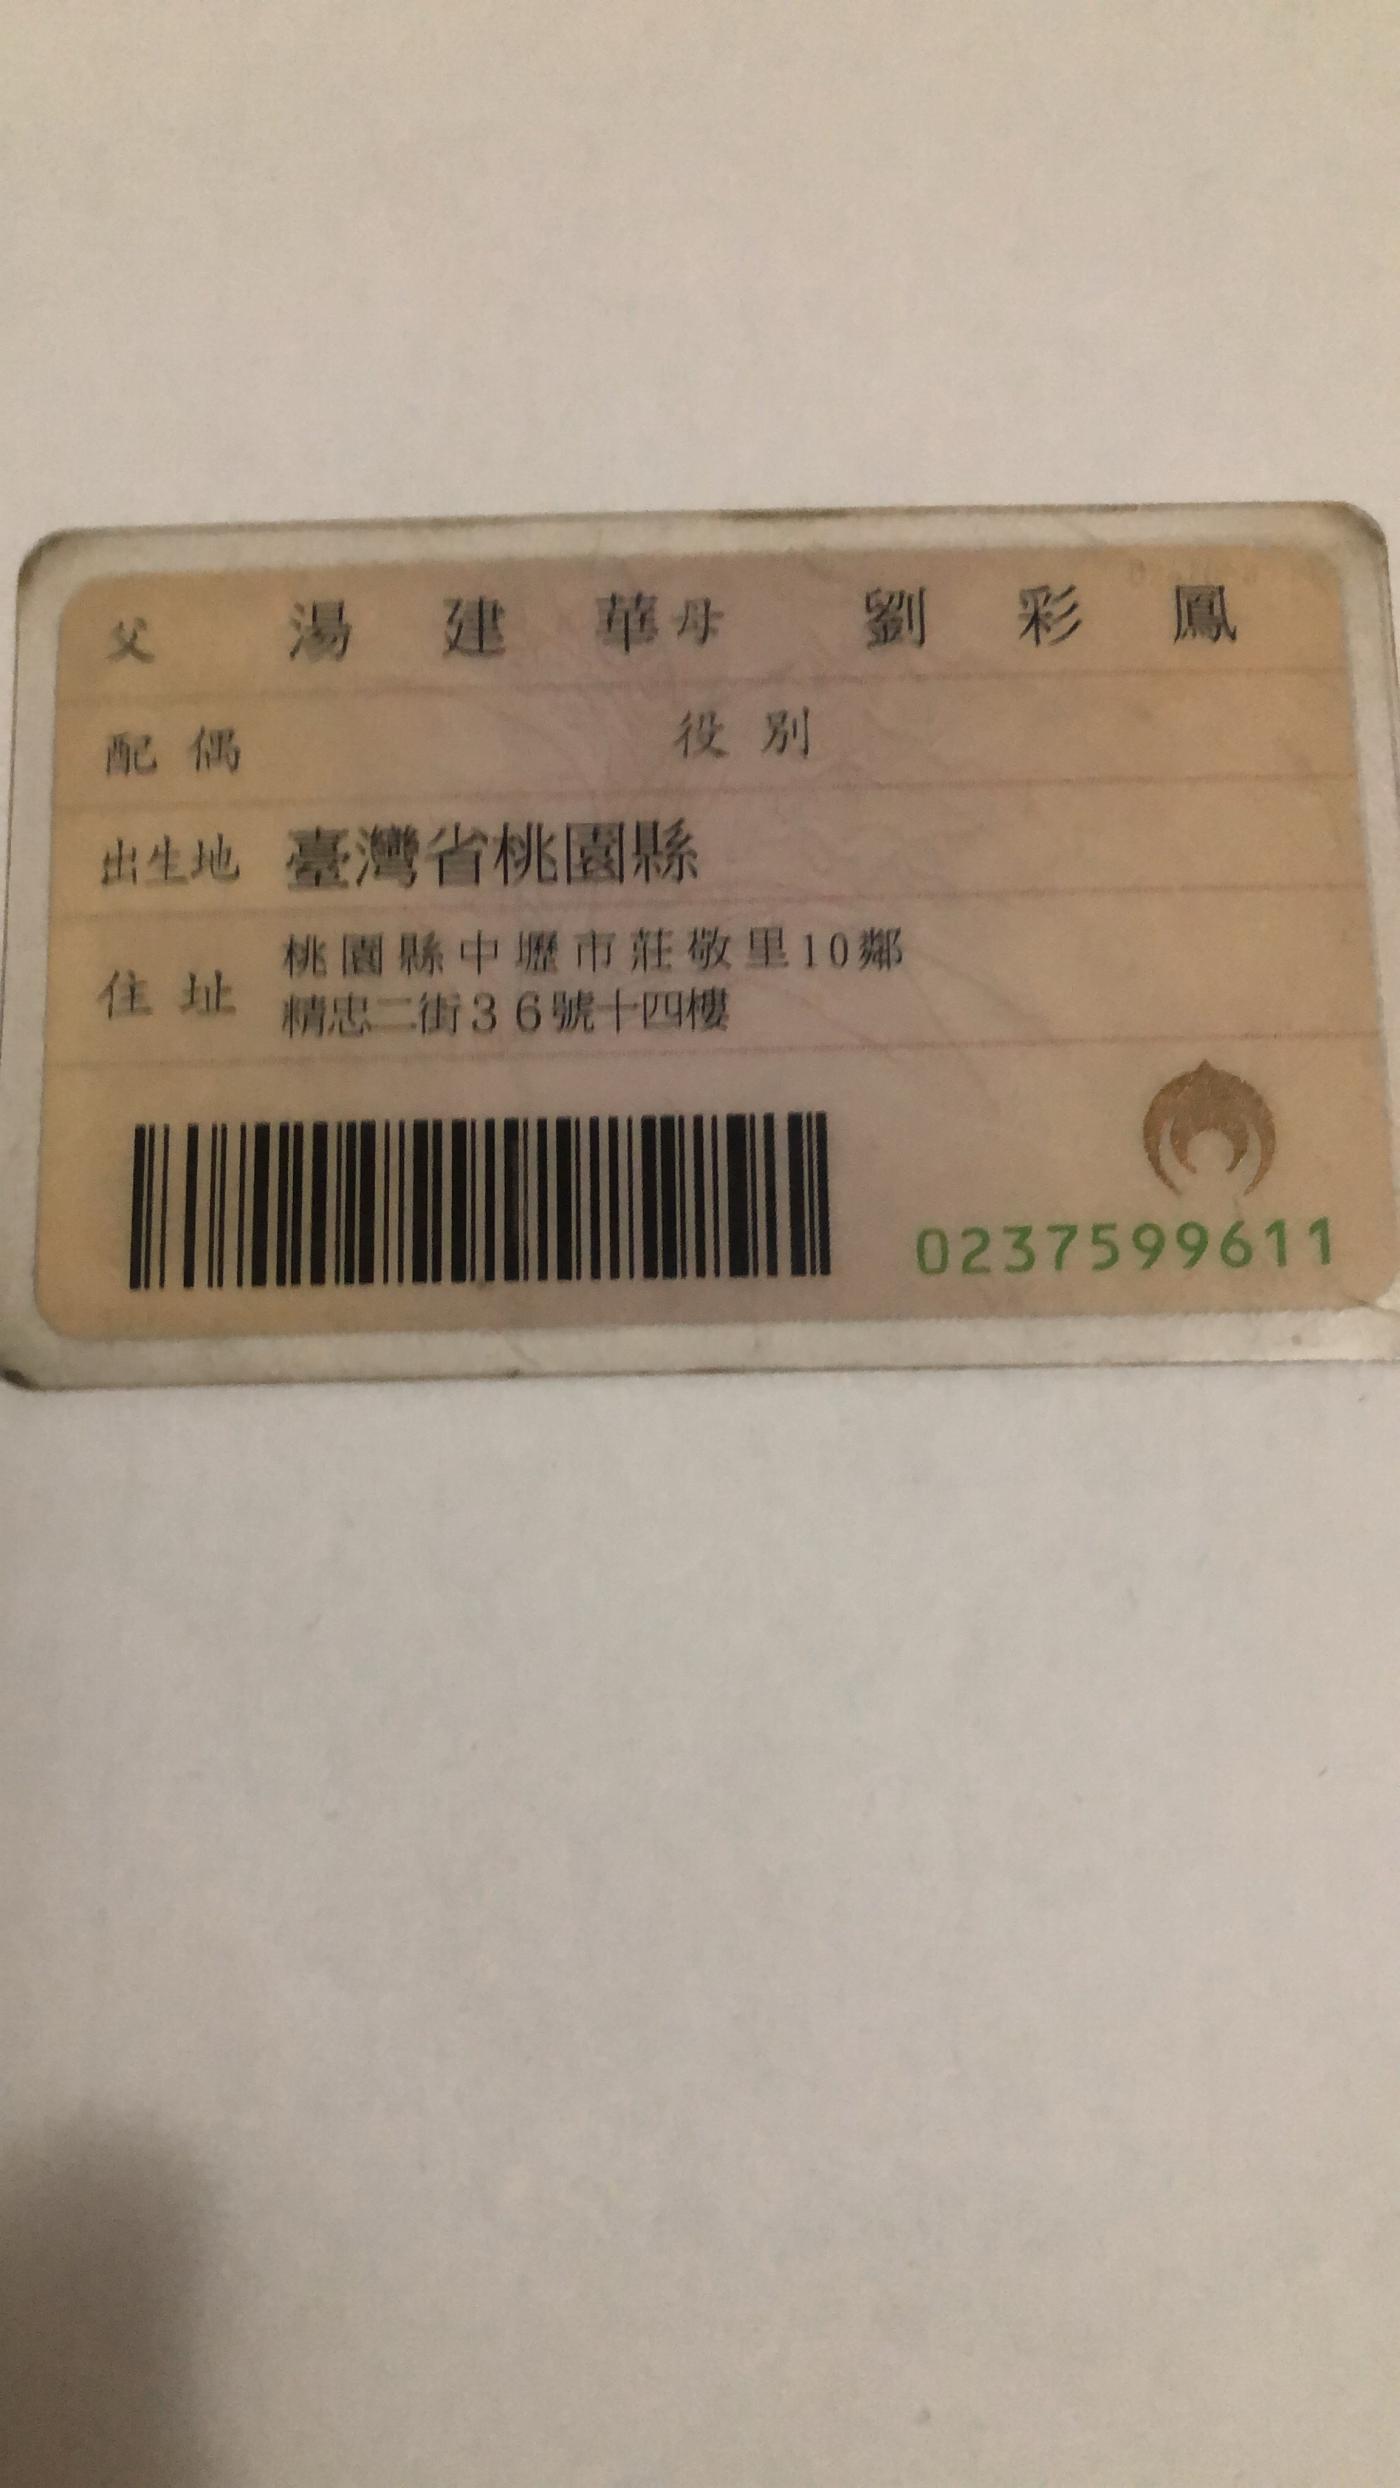 父 湯建華 母 劉彩鳳
配偶 役別
出生地 臺灣省桃園縣
住址 桃園縣中壢市莊敬里10鄰
精忠二街36號十四樓
0237599611